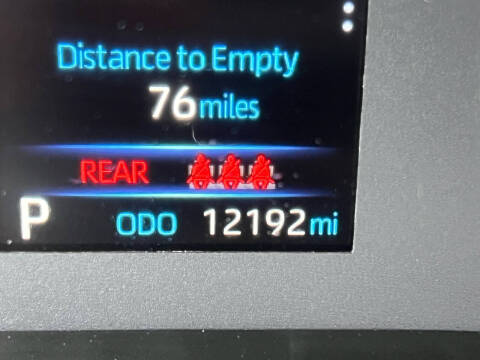 Distance to Empty
76 miles
REAR
P ODO 12192 mi